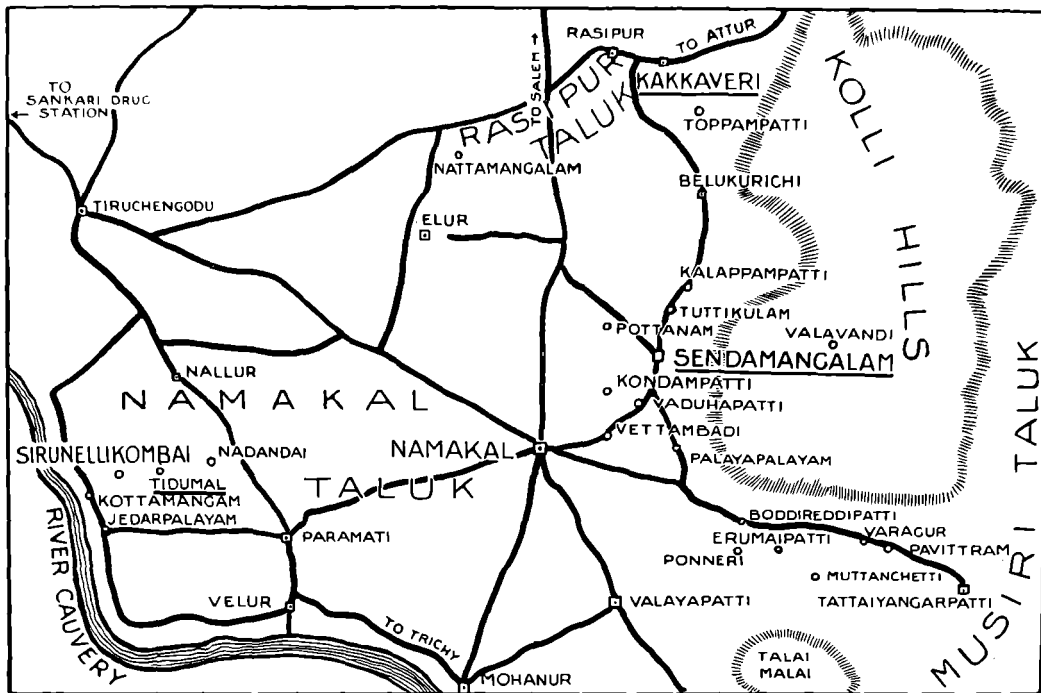 RASIPUR
TO ATTUR
TO SALEM →
KAKKAVERI
TO
SANKARI DRUG
← STATION
RASIPUR
TALUK
TOPPAMPATTI
NATTAMANGALAM
BELUKURICHI
KOLLI
HILLS
TIRUCHENGODU
ELUR
KALAPPAMPATTI
TUTTIKULAM
POTTANAM
VALAVANDI
SENDAMANGALAM
NALLUR
KONDAMPATTI
VADUHAPATTI
NAMAKAL
TALUK
VETTAMBADI
NAMAKAL
PALAYAPALAYAM
SIRUNELLIKOMBAI
NADANDAI
TIDUMAL
KOTTAMANGAM
JEDARPALAYAM
PARAMATI
BODDIREDDIPATTI
ERUMAIPATTI
VARAGUR
PONNERI
PAVITTRAM
MUTTANCHETTI
TATTAIYANGARPATTI
RIVER CAUVERY
VELUR
TO TRICHY
VALAYAPATTI
MOHANUR
TALAI
MALAI
MUSIRI TALUK